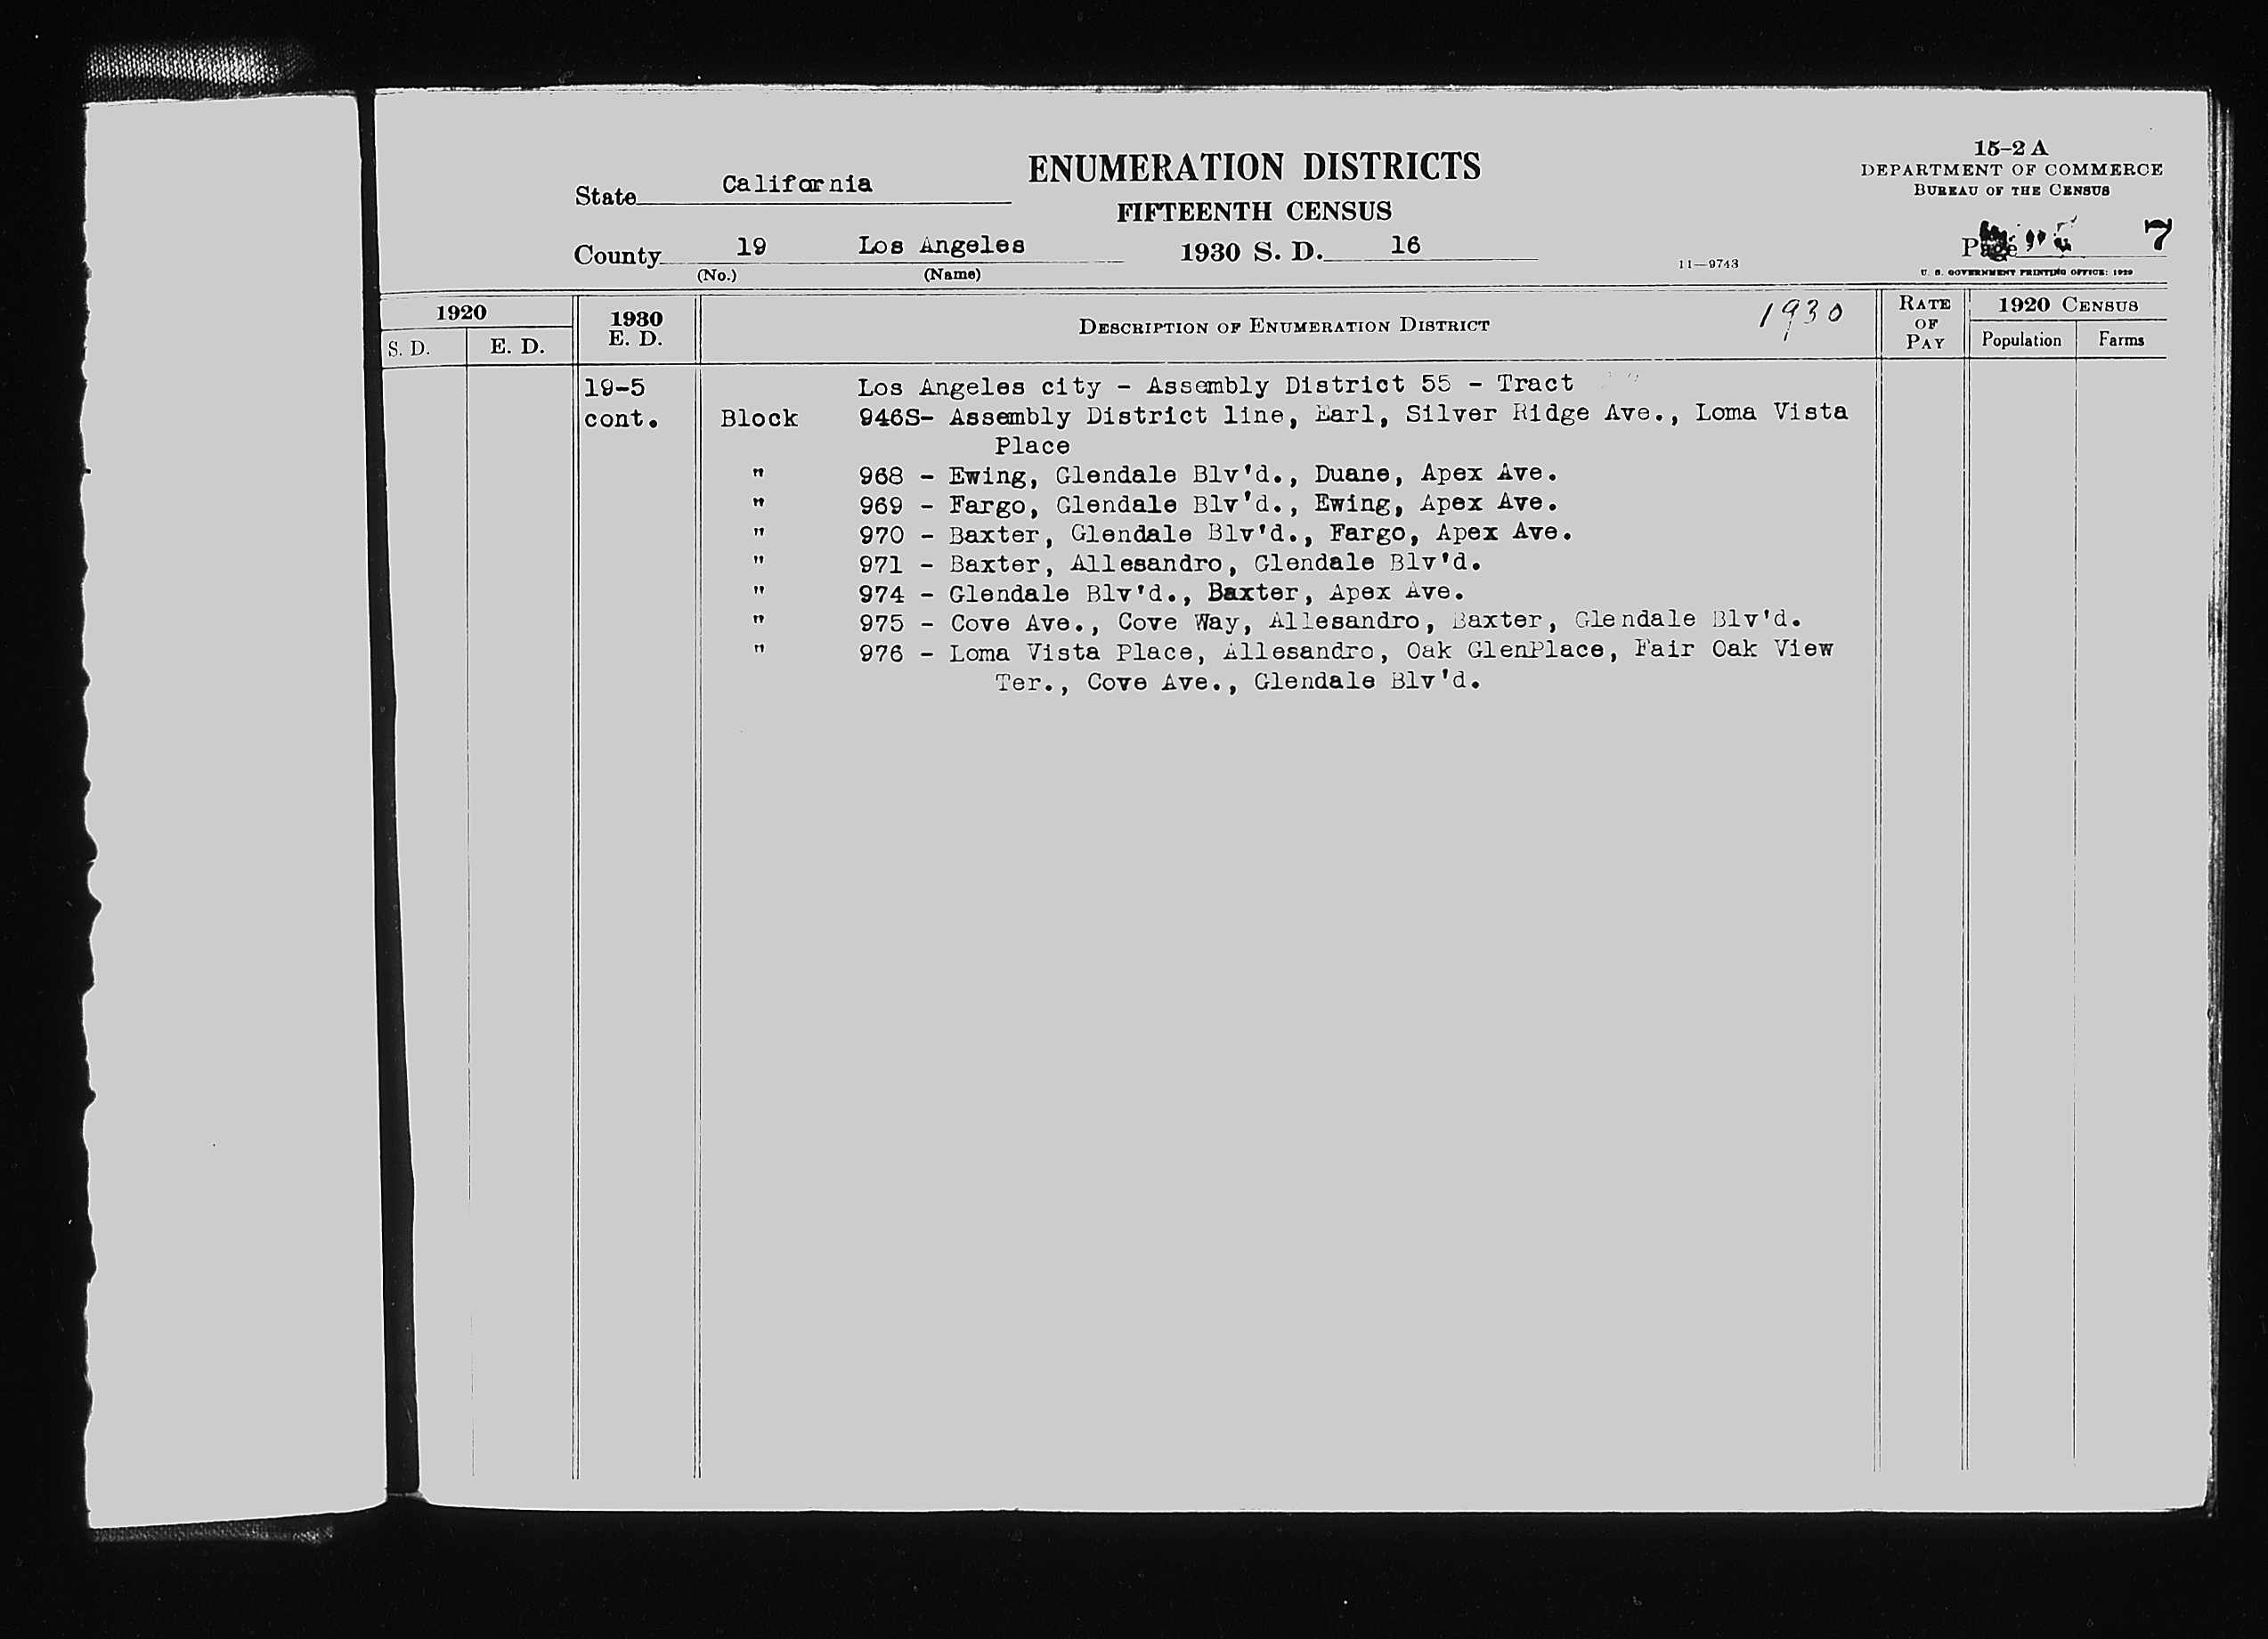 15-2 A
DEPARTMENT OF COMMERCE
BUREAU OF THE CENSUS
ENUMERATION DISTRICTS
State California
FIFTEENTH CENSUS
County 19 Los Angeles
1930 S. D. 16
Page 7
(No.) (Name)
11—9743
U. S. GOVERNMENT PRINTING OFFICE: 1929
1920
S. D. E. D.
1930
E. D.
DESCRIPTION OF ENUMERATION DISTRICT
1930
RATE
OF
PAY
1920 CENSUS
Population Farms
19-5 Los Angeles city - Assembly District 55 - Tract
cont. Block 946S- Assembly District line, Earl, Silver Ridge Ave., Loma Vista
Place
" 968 - Ewing, Glendale Blv'd., Duane, Apex Ave.
" 969 - Fargo, Glendale Blv'd., Ewing, Apex Ave.
" 970 - Baxter, Glendale Blv'd., Fargo, Apex Ave.
" 971 - Baxter, Allesandro, Glendale Blv'd.
" 974 - Glendale Blv'd., Baxter, Apex Ave.
" 975 - Cove Ave., Cove Way, Allesandro, Baxter, Glendale Blv'd.
" 976 - Loma Vista Place, Allesandro, Oak GlenPlace, Fair Oak View
Ter., Cove Ave., Glendale Blv'd.